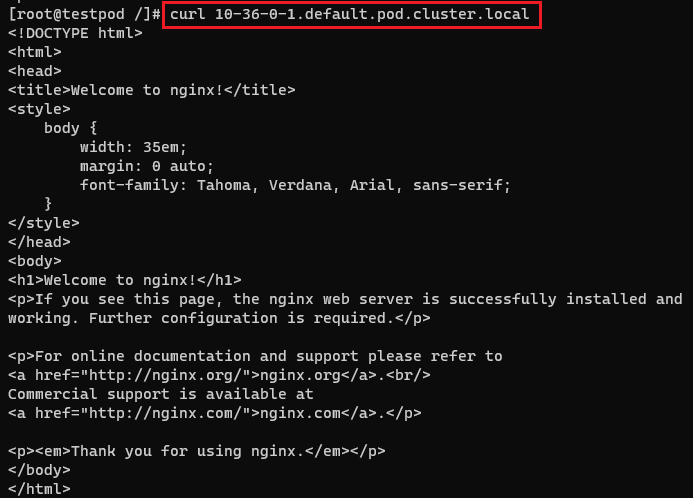 [root@testpod /]# curl 10-36-0-1.default.pod.cluster.local
<!DOCTYPE html>
<html>
<head>
<title>Welcome to nginx!</title>
<style>
    body {
        width: 35em;
        margin: 0 auto;
        font-family: Tahoma, Verdana, Arial, sans-serif;
    }
</style>
</head>
<body>
<h1>Welcome to nginx!</h1>
<p>If you see this page, the nginx web server is successfully installed and
working. Further configuration is required.</p>

<p>For online documentation and support please refer to
<a href="http://nginx.org/">nginx.org</a>.<br/>
Commercial support is available at
<a href="http://nginx.com/">nginx.com</a>.</p>

<p><em>Thank you for using nginx.</em></p>
</body>
</html>